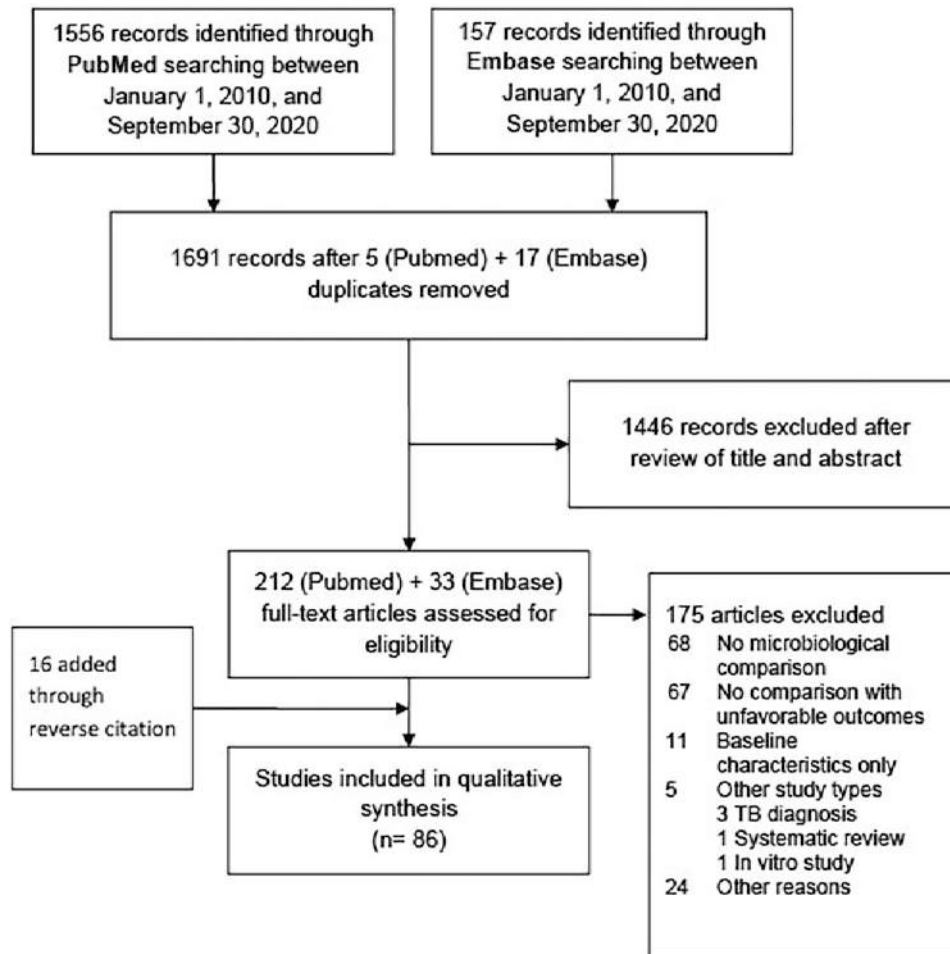 1556 records identified through
PubMed searching between
January 1, 2010, and
September 30, 2020
157 records identified through
Embase searching between
January 1, 2010, and
September 30, 2020
1691 records after 5 (Pubmed) + 17 (Embase)
duplicates removed
1446 records excluded after
review of title and abstract
212 (Pubmed) + 33 (Embase)
full-text articles assessed for
eligibility
175 articles excluded
68 No microbiological
comparison
67 No comparison with
unfavorable outcomes
11 Baseline
characteristics only
5 Other study types
3 TB diagnosis
1 Systematic review
1 In vitro study
24 Other reasons
16 added
through
reverse citation
Studies included in qualitative
synthesis
(n= 86)